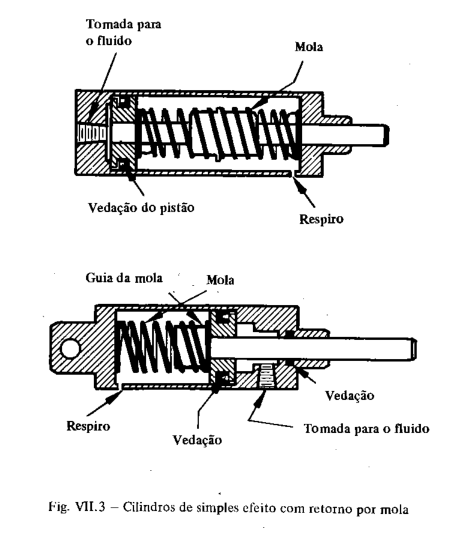 Tomada para
o fluido
Mola
Vedação do pistão
Respiro
Guia da mola
Mola
Respiro
Vedação
Vedação
Tomada para o fluido
Fig. VII.3 – Cilindros de simples efeito com retorno por mola